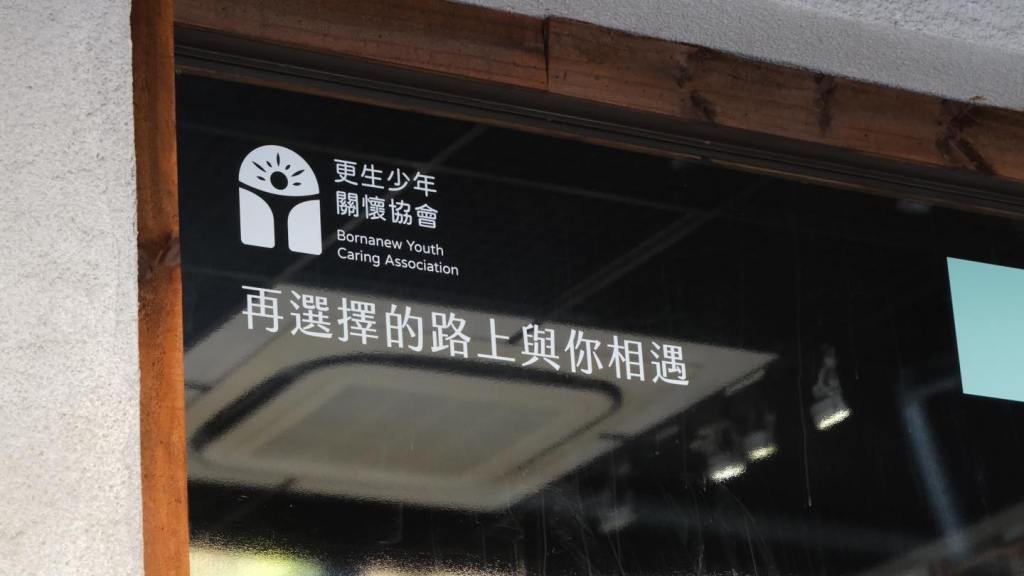 更生少年
關懷協會
Bornanew Youth
Caring Association
再選擇的路上與你相遇